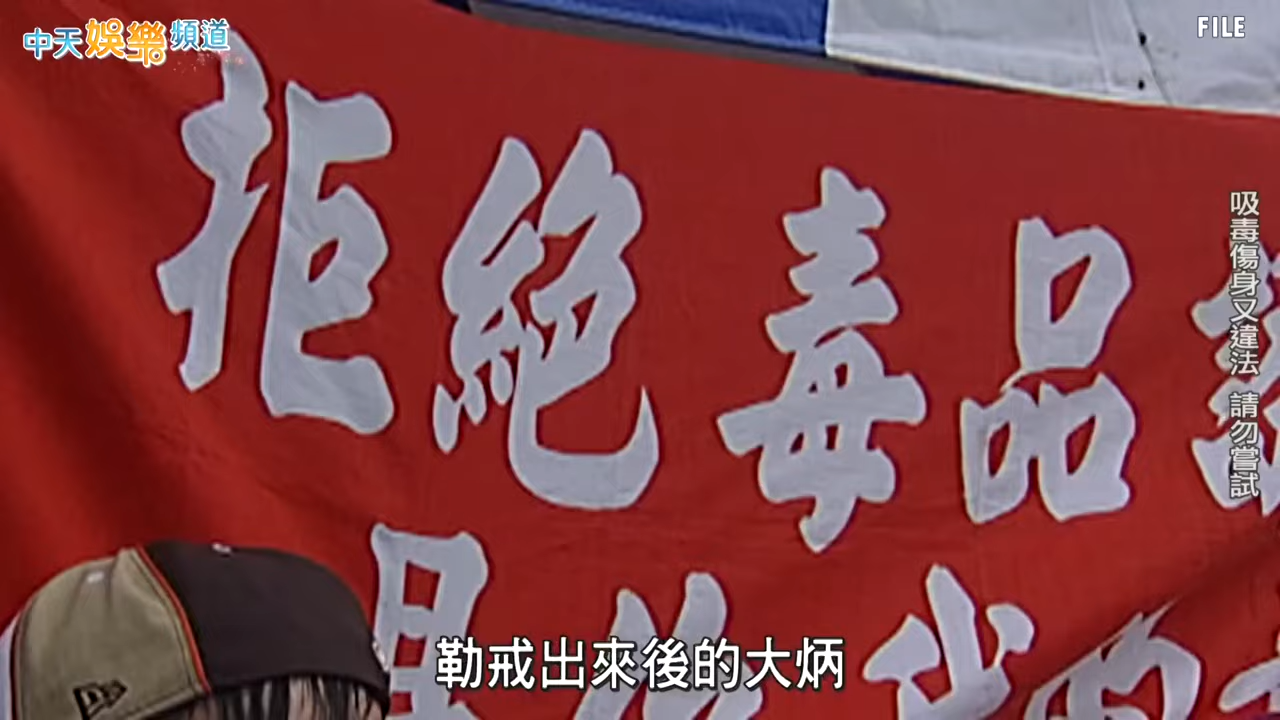 中天娛樂頻道
FILE
拒絕毒品
吸毒傷身又違法 請勿嘗試
勒戒出來後的大炳